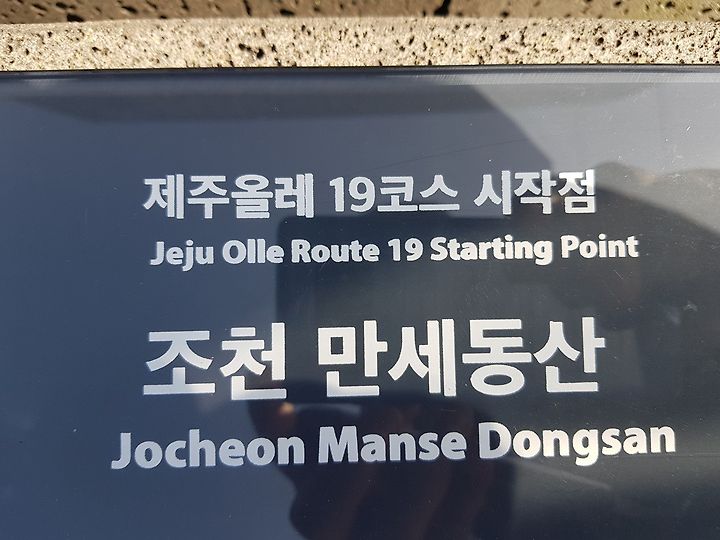 제주올레 19코스 시작점
Jeju Olle Route 19 Starting Point
조천 만세동산
Jocheon Manse Dongsan